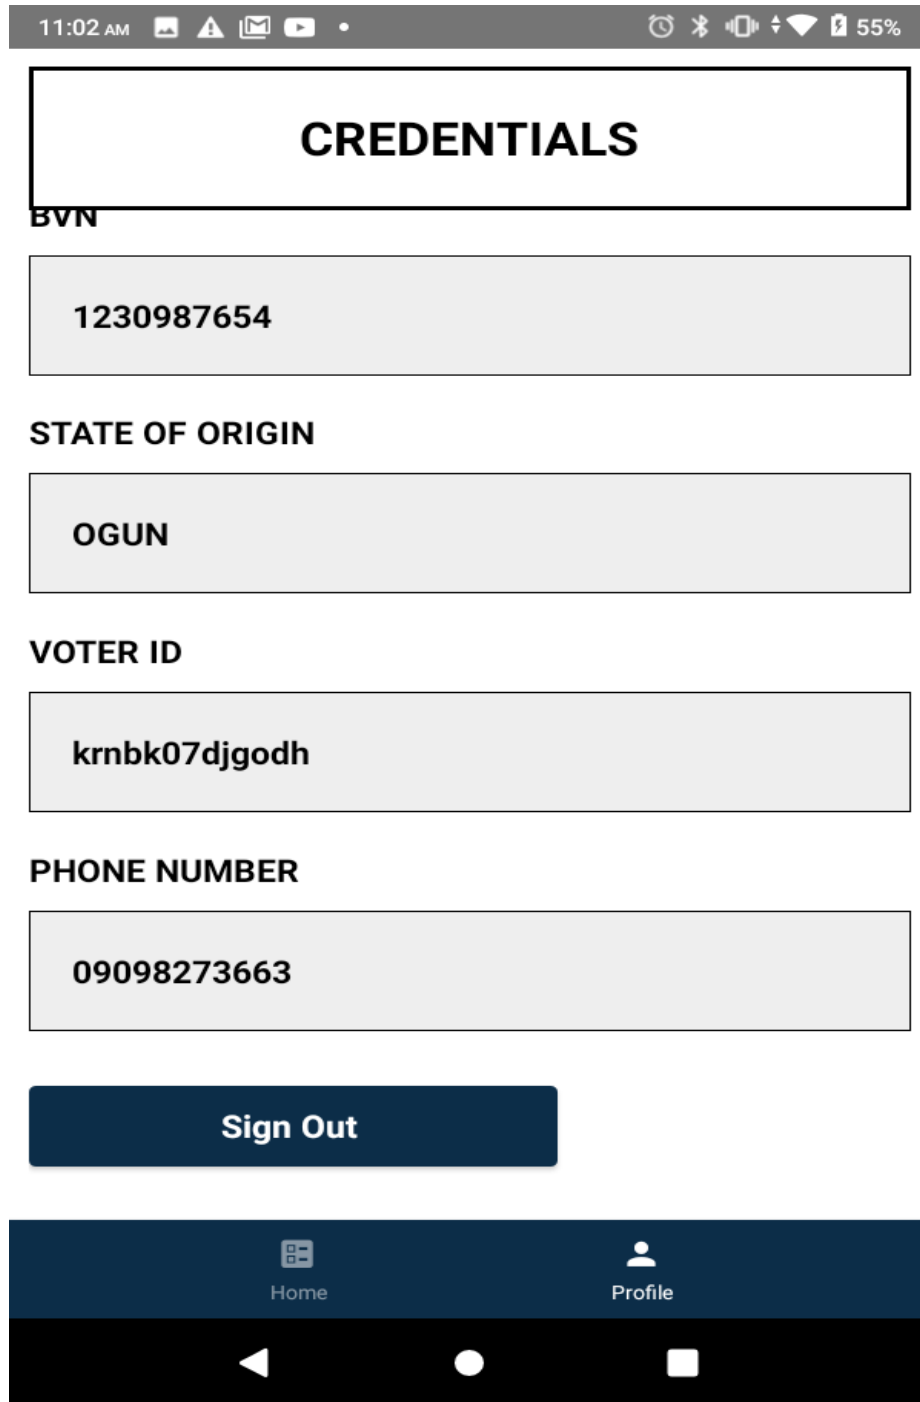 11:02 AM 55%
CREDENTIALS
BVN
1230987654
STATE OF ORIGIN
OGUN
VOTER ID
krnbk07djgodh
PHONE NUMBER
09098273663
Sign Out
Home Profile